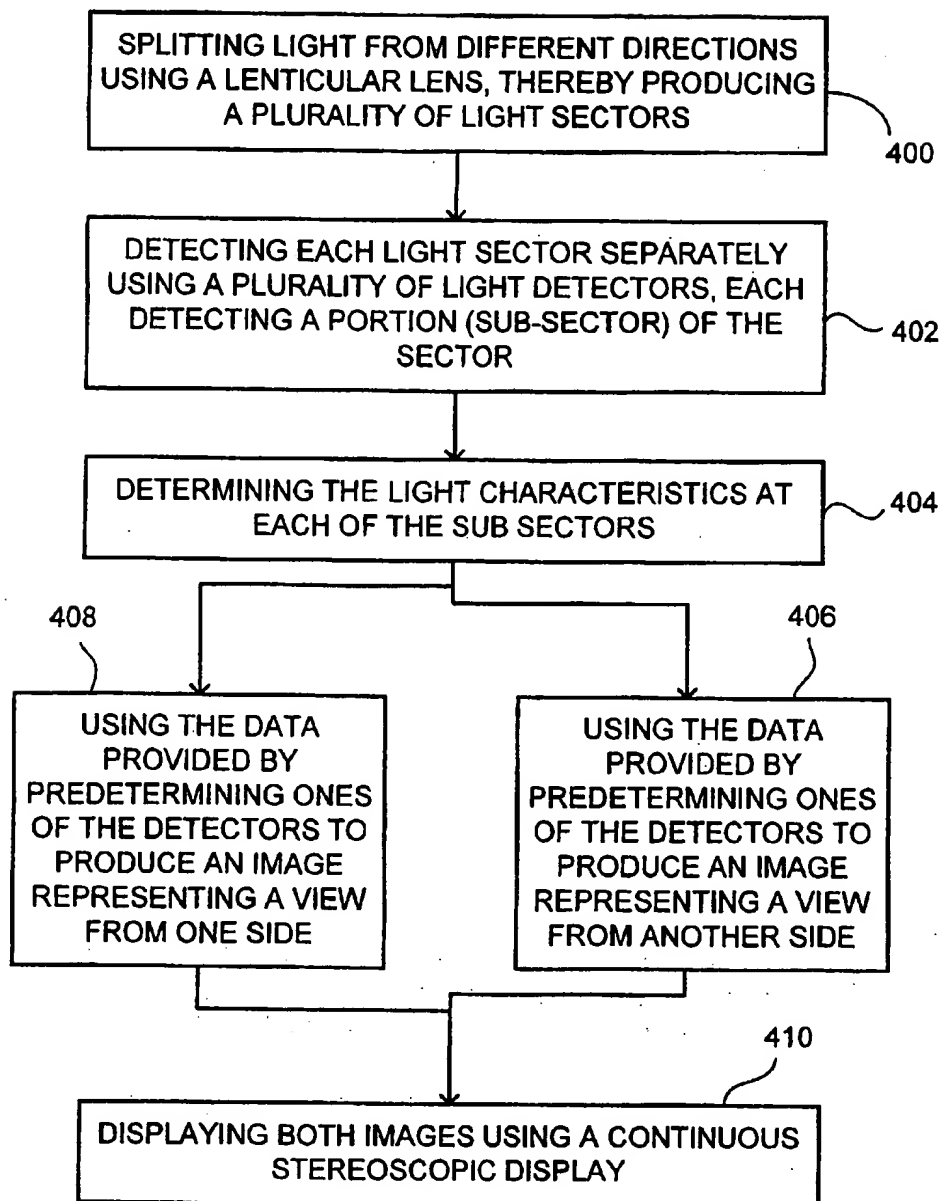 SPLITTING LIGHT FROM DIFFERENT DIRECTIONS
USING A LENTICULAR LENS, THEREBY PRODUCING
A PLURALITY OF LIGHT SECTORS
400
DETECTING EACH LIGHT SECTOR SEPARATELY
USING A PLURALITY OF LIGHT DETECTORS, EACH
DETECTING A PORTION (SUB-SECTOR) OF THE
SECTOR
402
DETERMINING THE LIGHT CHARACTERISTICS AT
EACH OF THE SUB SECTORS
404
408
USING THE DATA
PROVIDED BY
PREDETERMINING ONES
OF THE DETECTORS TO
PRODUCE AN IMAGE
REPRESENTING A VIEW
FROM ONE SIDE
406
USING THE DATA
PROVIDED BY
PREDETERMINING ONES
OF THE DETECTORS TO
PRODUCE AN IMAGE
REPRESENTING A VIEW
FROM ANOTHER SIDE
410
DISPLAYING BOTH IMAGES USING A CONTINUOUS
STEREOSCOPIC DISPLAY